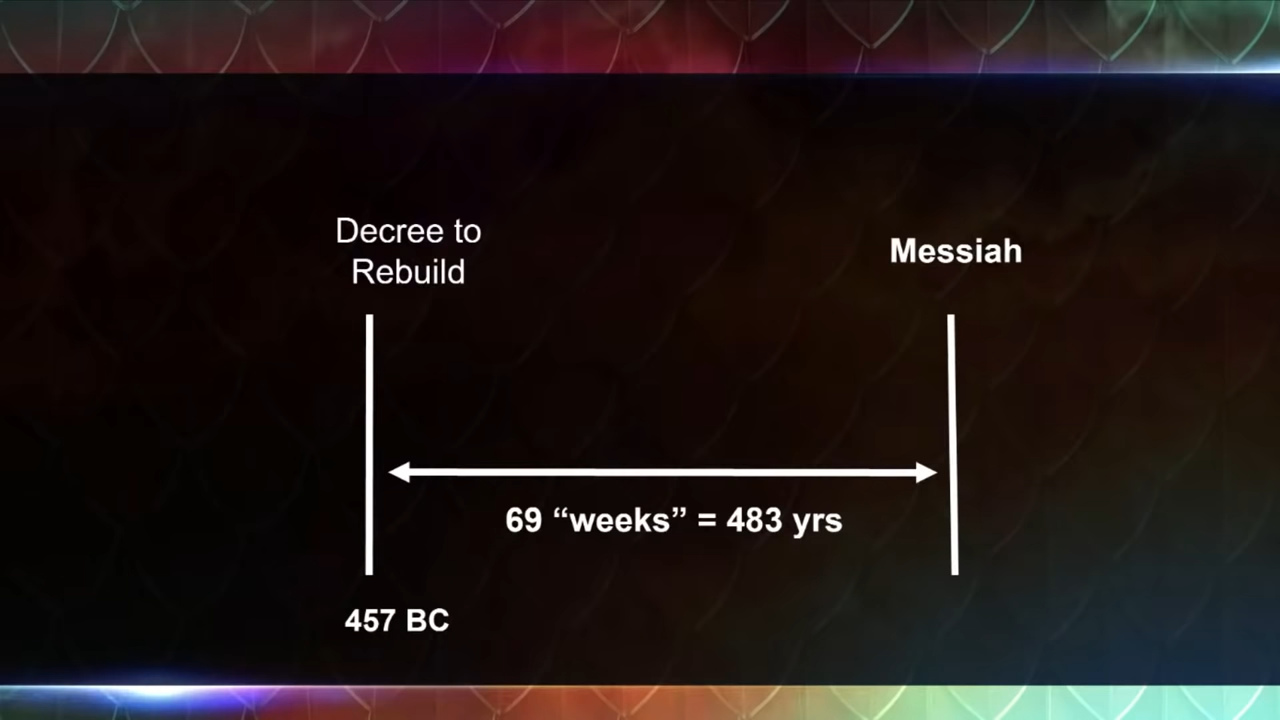 Decree to
Rebuild
Messiah
69 “weeks” = 483 yrs
457 BC